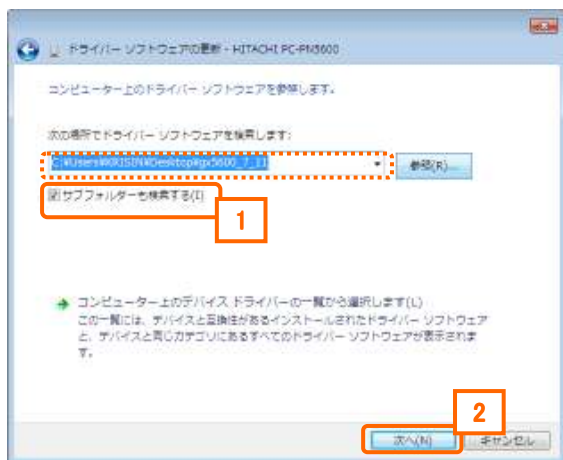 ドライバー ソフトウェアの更新 - HITACHI PC-PN5600
コンピューター上のドライバー ソフトウェアを参照します。
次の場所でドライバー ソフトウェアを検索します:
参照(R)...
サブフォルダーも検索する(I)
1
コンピューター上のデバイス ドライバーの一覧から選択します(L)
この一覧には、デバイスと互換性があるインストールされたドライバー ソフトウェア
と、デバイスと同じカテゴリにあるすべてのドライバー ソフトウェアが表示されま
す。
2
次へ(N)
キャンセル